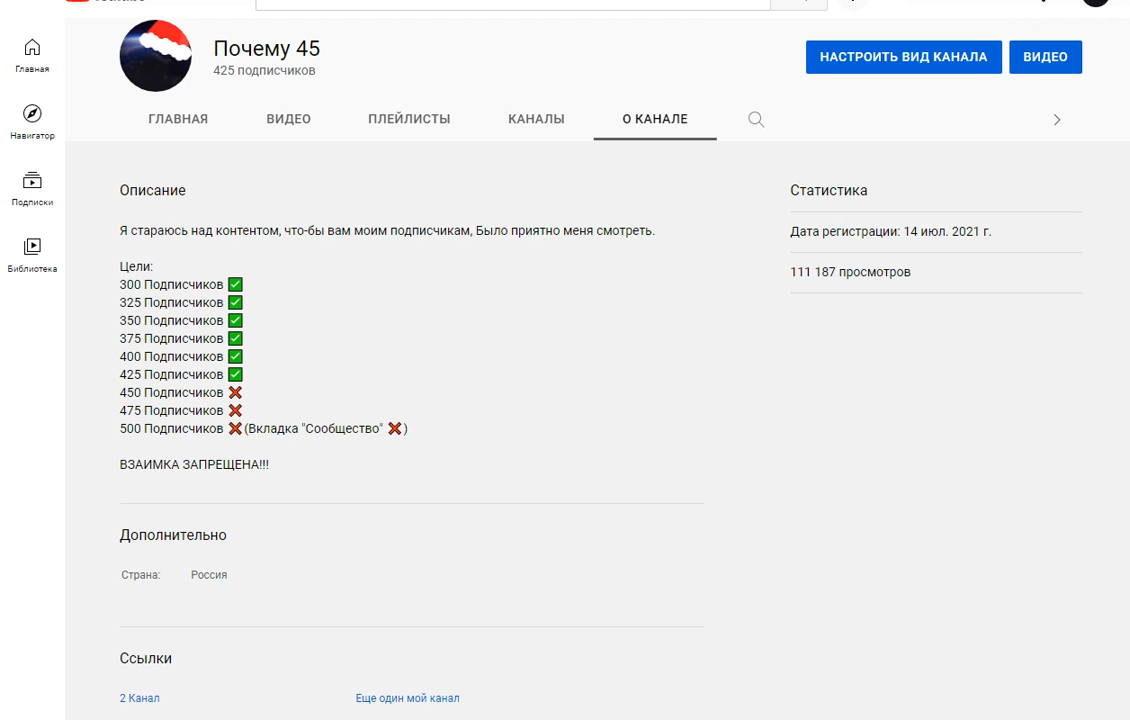 Почему 45
425 подписчиков
НАСТРОИТЬ ВИД КАНАЛА
ВИДЕО
Главная
Навигатор
Подписки
Библиотека
ГЛАВНАЯ
ВИДЕО
ПЛЕЙЛИСТЫ
КАНАЛЫ
О КАНАЛЕ
Описание
Я стараюсь над контентом, что-бы вам моим подписчикам, Было приятно меня смотреть.
Цели:
300 Подписчиков ✅
325 Подписчиков ✅
350 Подписчиков ✅
375 Подписчиков ✅
400 Подписчиков ✅
425 Подписчиков ✅
450 Подписчиков ❌
475 Подписчиков ❌
500 Подписчиков ❌(Вкладка "Сообщество" ❌)
ВЗАИМКА ЗАПРЕЩЕНА!!!
Дополнительно
Страна: Россия
Ссылки
2 Канал
Еще один мой канал
Статистика
Дата регистрации: 14 июл. 2021 г.
111 187 просмотров